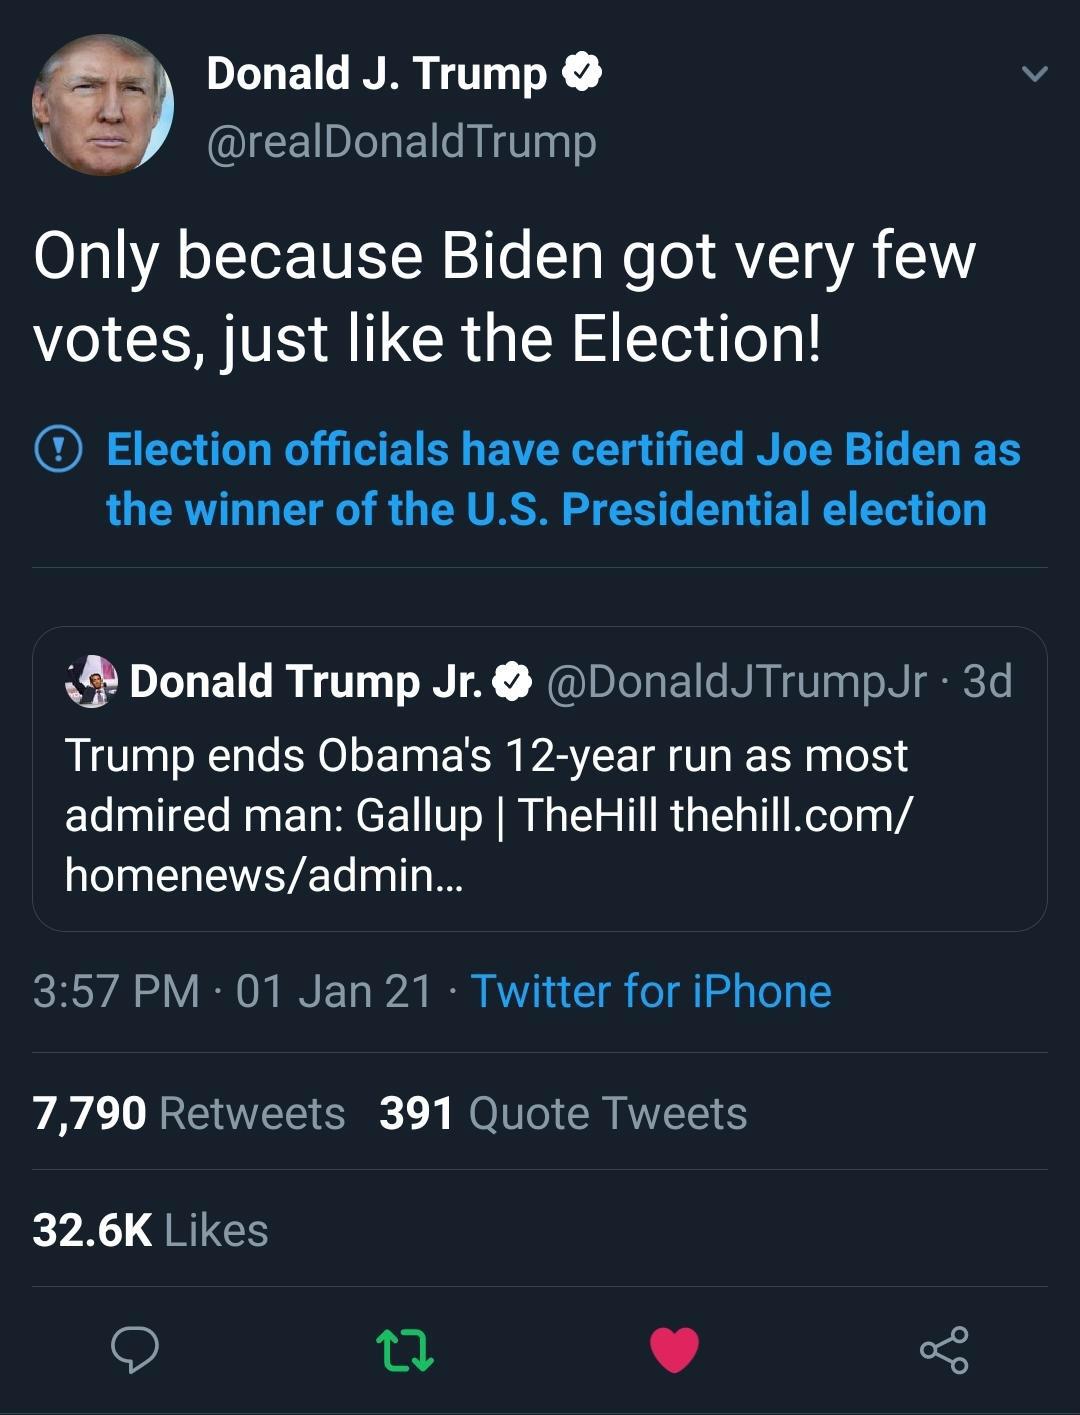 Donald J. Trump
@realDonaldTrump
Only because Biden got very few
votes, just like the Election!
Election officials have certified Joe Biden as
the winner of the U.S. Presidential election
Donald Trump Jr. @DonaldJTrumpJr · 3d
Trump ends Obama's 12-year run as most
admired man: Gallup | TheHill thehill.com/
homenews/admin…
3:57 PM · 01 Jan 21 · Twitter for iPhone
7,790 Retweets 391 Quote Tweets
32.6K Likes